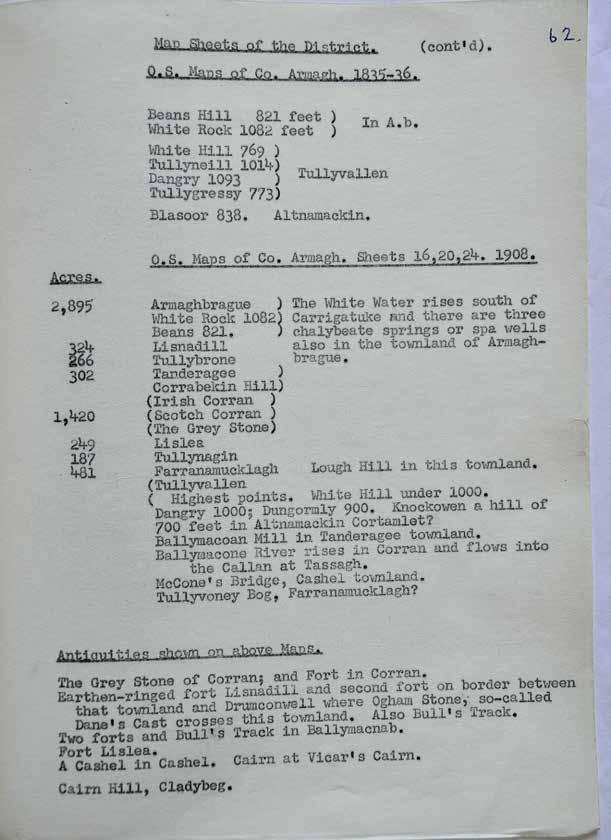 62.
Map Sheets of the District. (cont'd).
O.S. Maps of Co. Armagh. 1835-36.
Beans Hill 821 feet )
White Rock 1082 feet ) In A.b.
White Hill 769 )
Tullyneill 1014)
Dangry 1093 ) Tullyvallen
Tullygressy 773)
Blasoor 838. Altnamackin.
O.S. Maps of Co. Armagh. Sheets 16,20,24. 1908.
Acres.
2,895 Armaghbrague ) The White Water rises south of
White Rock 1082) Carrigatuke and there are three
Beans 821. ) chalybeate springs or spa wells
324 Lisnadill also in the townland of Armagh-
266 Tullybrone brague.
302 Tanderagee )
Corrabekin Hill)
(Irish Corran )
1,420 (Scotch Corran )
(The Grey Stone)
249 Lislea
187 Tullynagin
481 Farranamucklagh Lough Hill in this townland.
(Tullyvallen
( Highest points. White Hill under 1000.
Dangry 1000; Dungormly 900. Knockowen a hill of
700 feet in Altnamackin Cortamlet?
Ballymacoan Mill in Tanderagee townland.
Ballymacone River rises in Corran and flows into
the Callan at Tassagh.
McCone's Bridge, Cashel townland.
Tullyvoney Bog, Farranamucklagh?
Antiquities shown on above Maps.
The Grey Stone of Corran; and Fort in Corran.
Earthen-ringed fort Lisnadill and second fort on border between
that townland and Drumconwell where Ogham Stone, so-called
Dane's Cast crosses this townland. Also Bull's Track.
Two forts and Bull's Track in Ballymacnab.
Fort Lislea.
A Cashel in Cashel. Cairn at Vicar's Cairn.
Cairn Hill, Cladybeg.